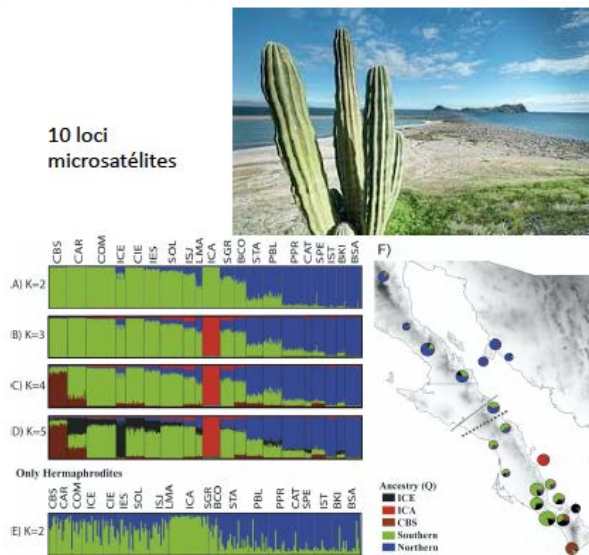 10 loci
microsatélites
CBS CAR COM ICE CIE IES SOL ISJ LMA ICA SGR BCO STA PBL PPR CAT SPE IST BKI BSA
A) K=2
B) K=3
C) K=4
D) K=5
Only Hermaphrodites
CBS CAR COM ICE CIE IES SOL ISJ LMA ICA SGR BCO STA PBL PPR CAT SPE IST BKI BSA
E) K=2
F)
Ancestry (Q)
ICE
ICA
CBS
Southern
Northern